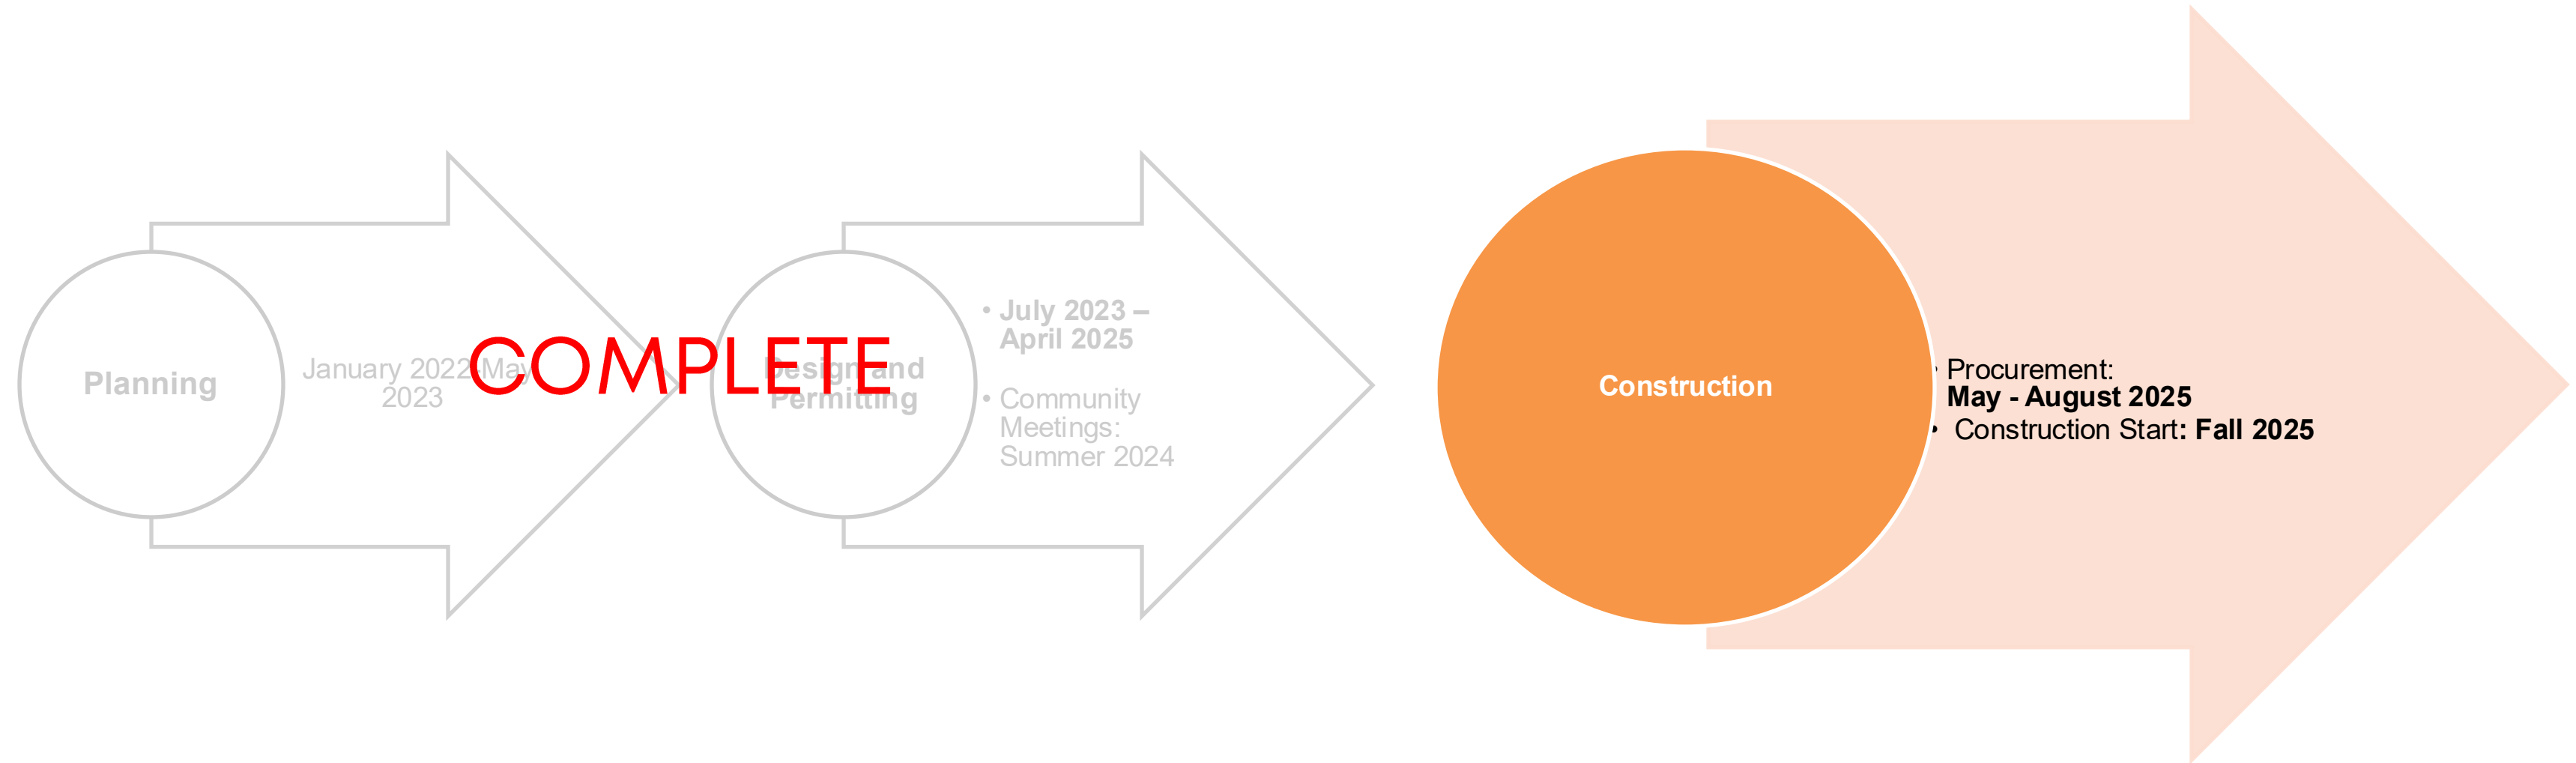 Planning
January 2022-May
2023
COMPLETE
Design and
Permitting
• July 2023 –
April 2025
• Community
Meetings:
Summer 2024
Construction
• Procurement:
May - August 2025
• Construction Start: Fall 2025